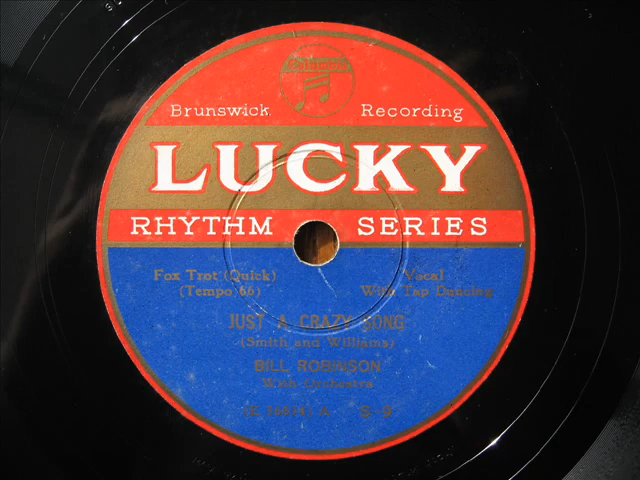 Columbia
Brunswick Recording
LUCKY
RHYTHM SERIES
Fox Trot (Quick) Vocal
(Tempo 66) With Tap Dancing
JUST A CRAZY SONG
(Smith and Williams)
BILL ROBINSON
With Orchestra
A S-9